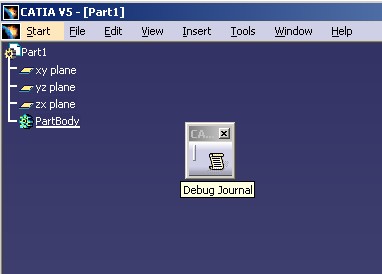 CATIA V5 - [Part1]
Start File Edit View Insert Tools Window Help
Part1
xy plane
yz plane
zx plane
PartBody
CA...
Debug Journal